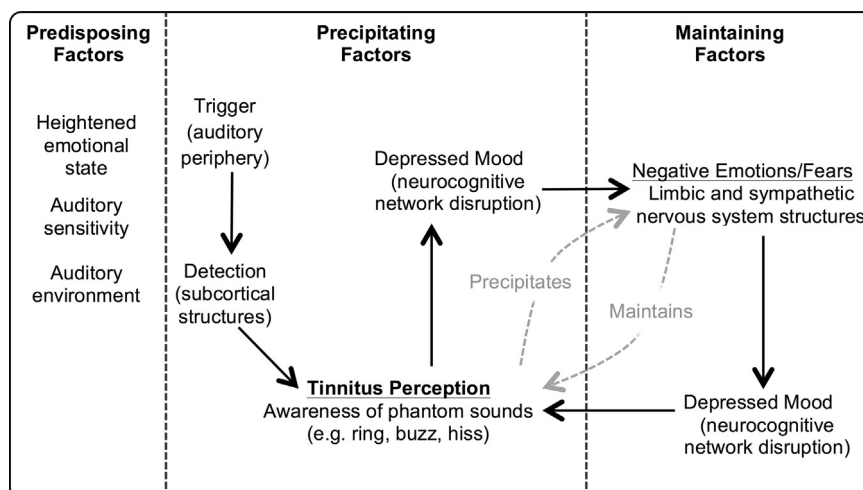 Predisposing
Factors
Heightened
emotional
state
Auditory
sensitivity
Auditory
environment
Precipitating
Factors
Trigger
(auditory
periphery)
Detection
(subcortical
structures)
Depressed Mood
(neurocognitive
network disruption)
Precipitates
Tinnitus Perception
Awareness of phantom sounds
(e.g. ring, buzz, hiss)
Maintaining
Factors
Negative Emotions/Fears
Limbic and sympathetic
nervous system structures
Maintains
Depressed Mood
(neurocognitive
network disruption)